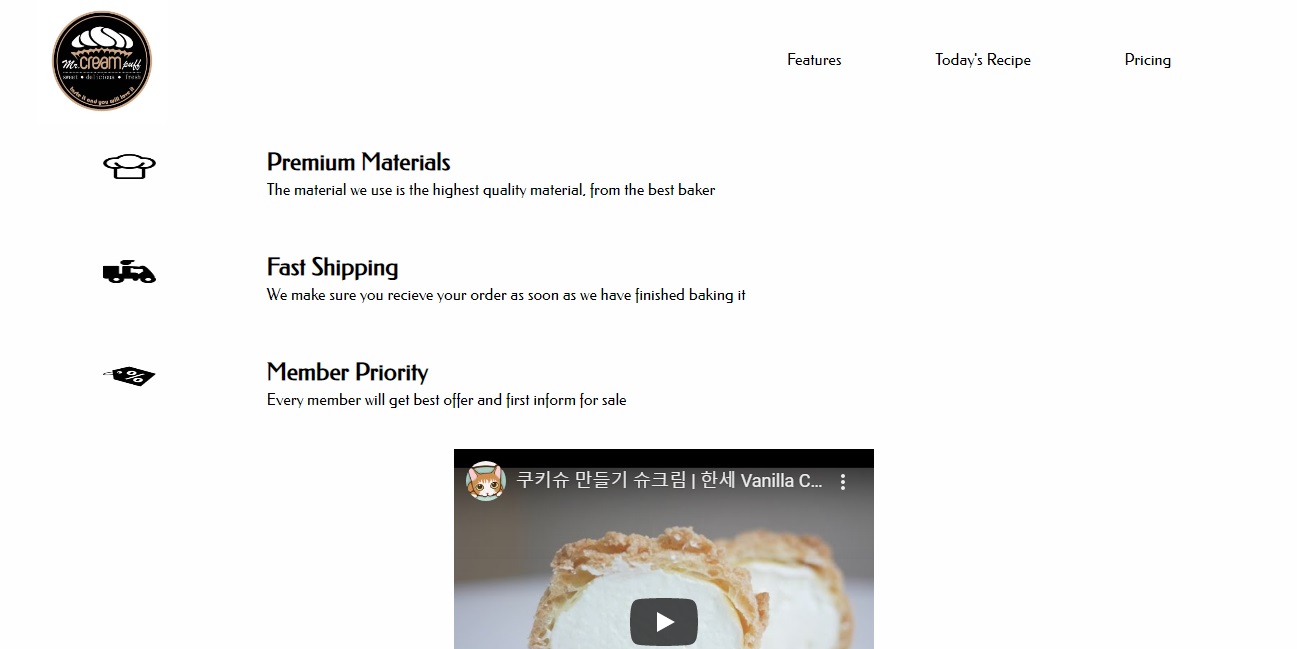 Mr. cream puff
sweet • delicious • fresh
taste it and you will love it
Features
Today's Recipe
Pricing
Premium Materials
The material we use is the highest quality material, from the best baker
Fast Shipping
We make sure you recieve your order as soon as we have finished baking it
%
Member Priority
Every member will get best offer and first inform for sale
쿠키슈 만들기 슈크림 | 한세 Vanilla C...